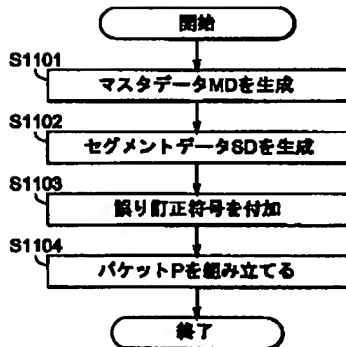 開始
S1101
マスタデータMDを生成
S1102
セグメントデータSDを生成
S1103
誤り訂正符号を付加
S1104
パケットPを組み立てる
終了